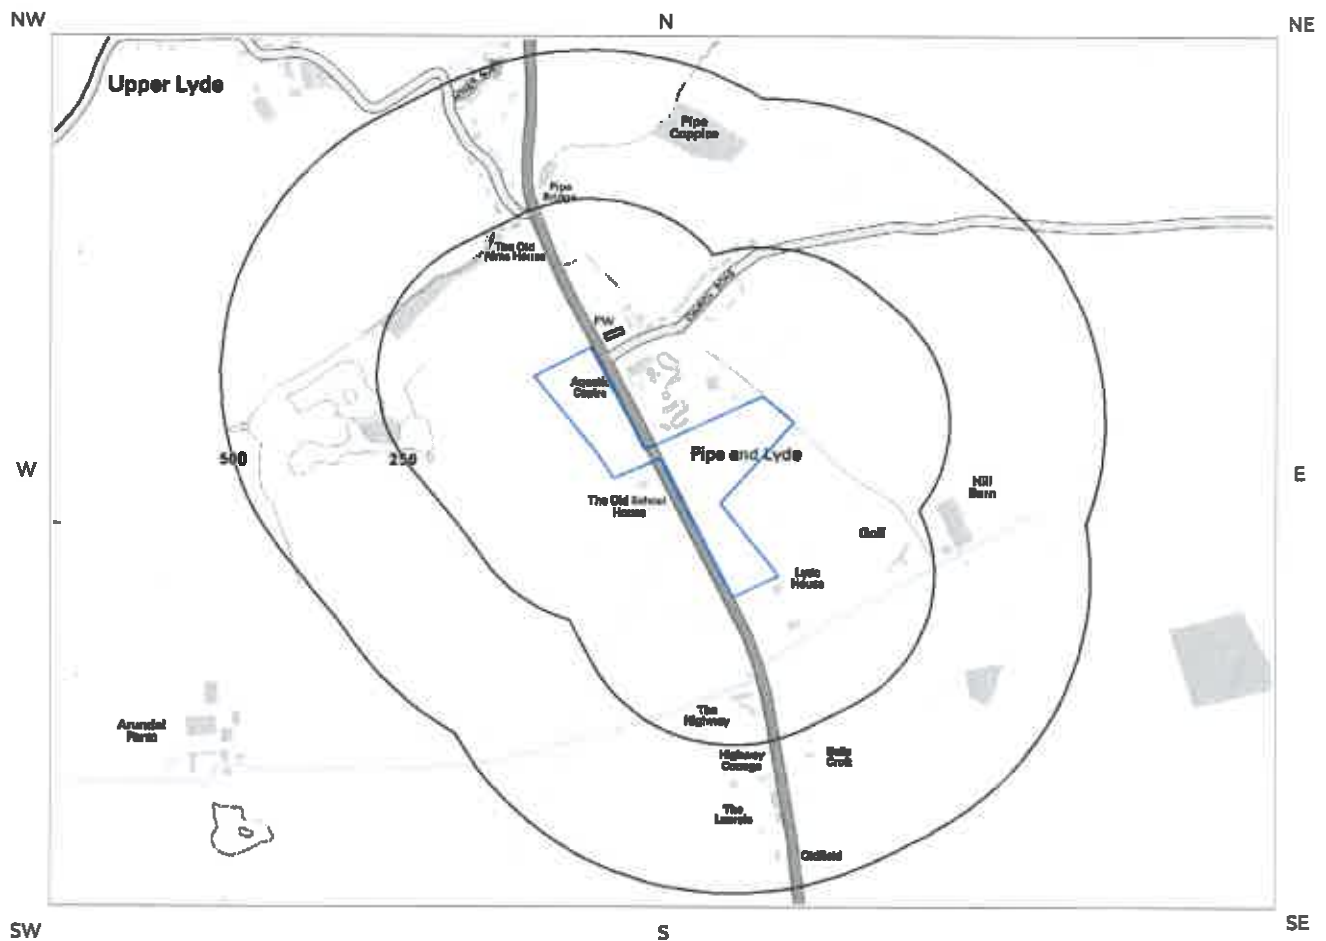 NW
N
NE
Upper Lyde
Pipe
Coppice
Pipe
Bridge
The Old
Farm House
PW
Aquatic
Centre
Pipe and Lyde
W
500
250
E
The Old School
House
Hill
Barn
Golf
Lyde
House
Arundel
Farm
The
Highway
Highway
Cottage
Bells
Croft
The
Laurels
Oldfield
SW
S
SE